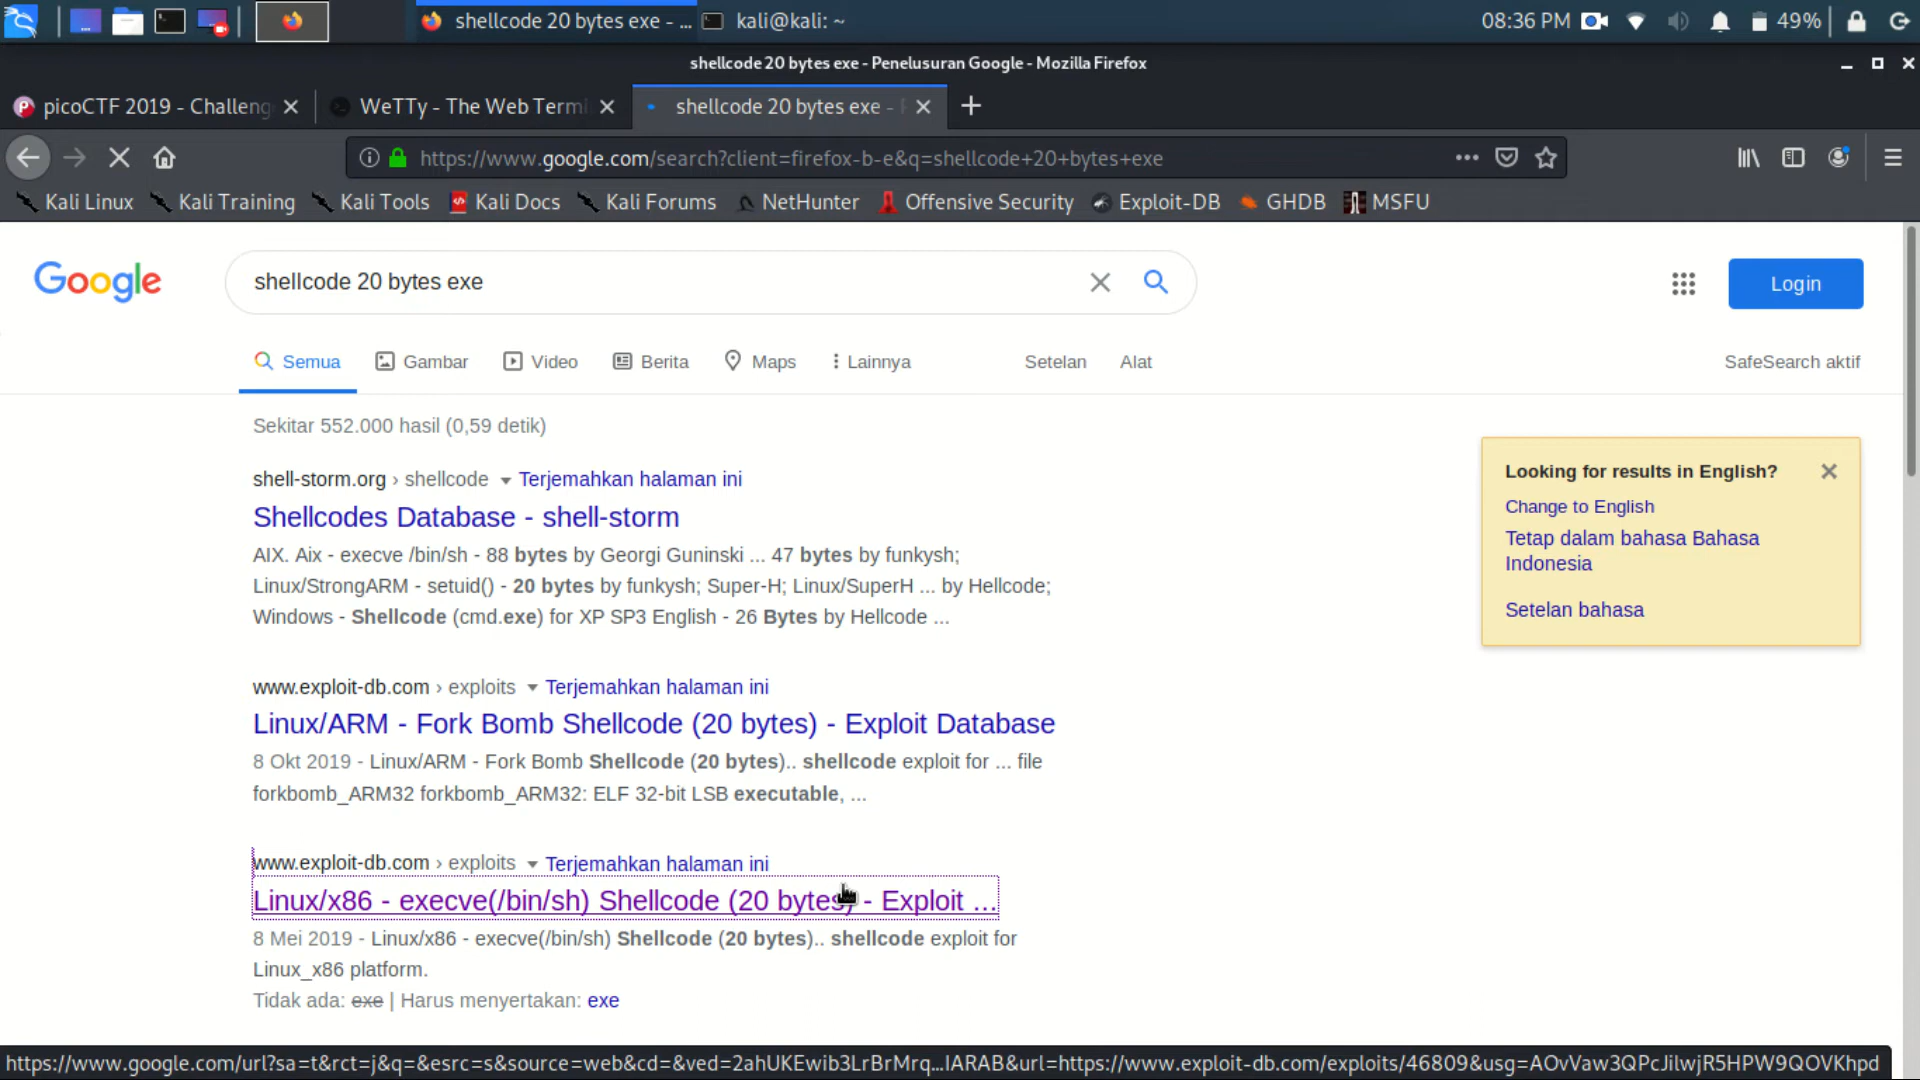 shellcode 20 bytes exe - ...
kali@kali: ~
08:36 PM
49%
shellcode 20 bytes exe - Penelusuran Google - Mozilla Firefox
picoCTF 2019 - Challeng
WeTTy - The Web Termi
shellcode 20 bytes exe -
https://www.google.com/search?client=firefox-b-e&q=shellcode+20+bytes+exe
Kali Linux
Kali Training
Kali Tools
Kali Docs
Kali Forums
NetHunter
Offensive Security
Exploit-DB
GHDB
MSFU
Google
shellcode 20 bytes exe
Login
Semua
Gambar
Video
Berita
Maps
Lainnya
Setelan
Alat
SafeSearch aktif
Sekitar 552.000 hasil (0,59 detik)
shell-storm.org › shellcode ▾ Terjemahkan halaman ini
Shellcodes Database - shell-storm
AIX. Aix - execve /bin/sh - 88 bytes by Georgi Guninski ... 47 bytes by funkysh;
Linux/StrongARM - setuid() - 20 bytes by funkysh; Super-H; Linux/SuperH ... by Hellcode;
Windows - Shellcode (cmd.exe) for XP SP3 English - 26 Bytes by Hellcode ...
www.exploit-db.com › exploits ▾ Terjemahkan halaman ini
Linux/ARM - Fork Bomb Shellcode (20 bytes) - Exploit Database
8 Okt 2019 - Linux/ARM - Fork Bomb Shellcode (20 bytes).. shellcode exploit for ... file
forkbomb_ARM32 forkbomb_ARM32: ELF 32-bit LSB executable, ...
www.exploit-db.com › exploits ▾ Terjemahkan halaman ini
Linux/x86 - execve(/bin/sh) Shellcode (20 bytes) - Exploit ...
8 Mei 2019 - Linux/x86 - execve(/bin/sh) Shellcode (20 bytes).. shellcode exploit for
Linux_x86 platform.
Tidak ada: exe | Harus menyertakan: exe
Looking for results in English?
Change to English
Tetap dalam bahasa Bahasa
Indonesia
Setelan bahasa
https://www.google.com/url?sa=t&rct=j&q=&esrc=s&source=web&cd=&ved=2ahUKEwib3LrBrMrq...IARAB&url=https://www.exploit-db.com/exploits/46809&usg=AOvVaw3QPcJilwjR5HPW9QOVKhpd